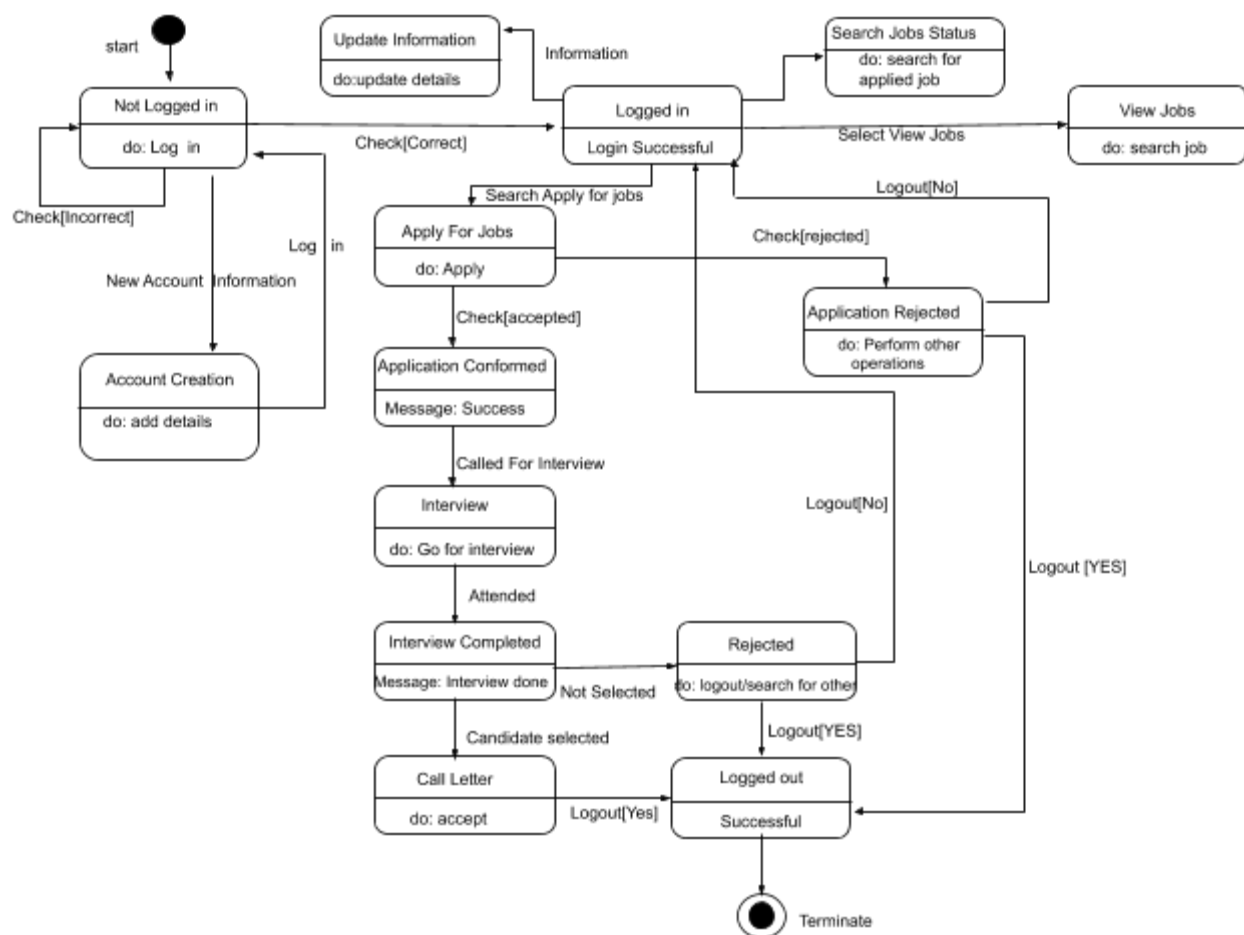 start
Update Information
do:update details
Information
Search Jobs Status
do: search for
applied job
Not Logged in
do: Log in
Check[Correct]
Logged in
Login Successful
Select View Jobs
View Jobs
do: search job
Check[Incorrect]
Log in
New Account Information
Search Apply for jobs
Logout[No]
Apply For Jobs
do: Apply
Check[rejected]
Application Rejected
do: Perform other
operations
Check[accepted]
Account Creation
do: add details
Application Conformed
Message: Success
Called For Interview
Interview
do: Go for interview
Logout[No]
Logout [YES]
Attended
Interview Completed
Message: Interview done
Not Selected
Rejected
do: logout/search for other
Candidate selected
Logout[YES]
Call Letter
do: accept
Logout[Yes]
Logged out
Successful
Terminate